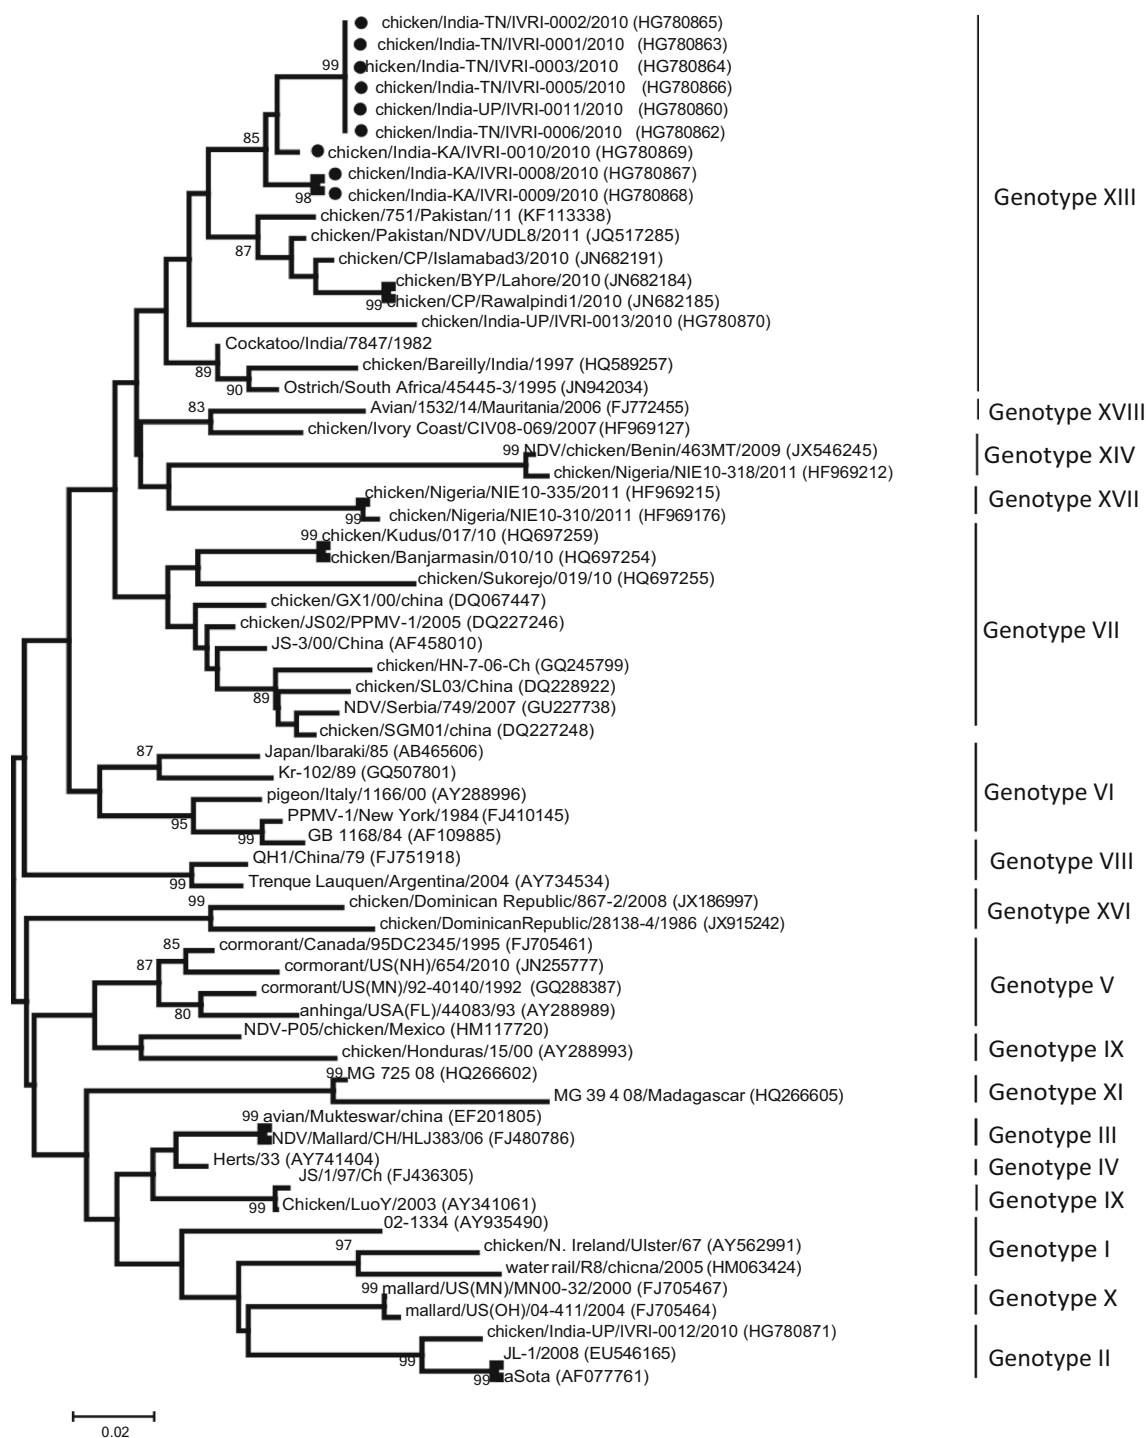 chicken/India-TN/IVRI-0002/2010 (HG780865)
chicken/India-TN/IVRI-0001/2010 (HG780863)
99
hicken/India-TN/IVRI-0003/2010 (HG780864)
chicken/India-TN/IVRI-0005/2010 (HG780866)
chicken/India-UP/IVRI-0011/2010 (HG780860)
chicken/India-TN/IVRI-0006/2010 (HG780862)
85
chicken/India-KA/IVRI-0010/2010 (HG780869)
chicken/India-KA/IVRI-0008/2010 (HG780867)
98
chicken/India-KA/IVRI-0009/2010 (HG780868)
Genotype XIII
chicken/751/Pakistan/11 (KF113338)
chicken/Pakistan/NDV/UDL8/2011 (JQ517285)
87
chicken/CP/Islamabad3/2010 (JN682191)
chicken/BYP/Lahore/2010 (JN682184)
99
chicken/CP/Rawalpindi1/2010 (JN682185)
chicken/India-UP/IVRI-0013/2010 (HG780870)
Cockatoo/India/7847/1982
89
chicken/Bareilly/India/1997 (HQ589257)
90
Ostrich/South Africa/45445-3/1995 (JN942034)
83
Avian/1532/14/Mauritania/2006 (FJ772455)
Genotype XVIII
chicken/Ivory Coast/CIV08-069/2007 (HF969127)
99
NDV/chicken/Benin/463MT/2009 (JX546245)
Genotype XIV
chicken/Nigeria/NIE10-318/2011 (HF969212)
chicken/Nigeria/NIE10-335/2011 (HF969215)
Genotype XVII
99
chicken/Nigeria/NIE10-310/2011 (HF969176)
99
chicken/Kudus/017/10 (HQ697259)
chicken/Banjarmasin/010/10 (HQ697254)
chicken/Sukorejo/019/10 (HQ697255)
chicken/GX1/00/china (DQ067447)
chicken/JS02/PPMV-1/2005 (DQ227246)
Genotype VII
JS-3/00/China (AF458010)
chicken/HN-7-06-Ch (GQ245799)
89
chicken/SL03/China (DQ228922)
NDV/Serbia/749/2007 (GU227738)
chicken/SGM01/china (DQ227248)
87
Japan/Ibaraki/85 (AB465606)
Kr-102/89 (GQ507801)
pigeon/Italy/1166/00 (AY288996)
Genotype VI
95
PPMV-1/New York/1984 (FJ410145)
99
GB 1168/84 (AF109885)
QH1/China/79 (FJ751918)
Genotype VIII
99
Trenque Lauquen/Argentina/2004 (AY734534)
99
chicken/Dominican Republic/867-2/2008 (JX186997)
Genotype XVI
chicken/DominicanRepublic/28138-4/1986 (JX915242)
85
cormorant/Canada/95DC2345/1995 (FJ705461)
87
cormorant/US(NH)/654/2010 (JN255777)
Genotype V
cormorant/US(MN)/92-40140/1992 (GQ288387)
80
anhinga/USA(FL)/44083/93 (AY288989)
NDV-P05/chicken/Mexico (HM117720)
Genotype IX
chicken/Honduras/15/00 (AY288993)
99
MG 725 08 (HQ266602)
Genotype XI
MG 39 4 08/Madagascar (HQ266605)
99
avian/Mukteswar/china (EF201805)
Genotype III
NDV/Mallard/CH/HLJ383/06 (FJ480786)
Herts/33 (AY741404)
Genotype IV
JS/1/97/Ch (FJ436305)
Genotype IX
99
Chicken/LuoY/2003 (AY341061)
02-1334 (AY935490)
97
chicken/N. Ireland/Ulster/67 (AY562991)
Genotype I
water rail/R8/chicna/2005 (HM063424)
99
mallard/US(MN)/MN00-32/2000 (FJ705467)
Genotype X
mallard/US(OH)/04-411/2004 (FJ705464)
chicken/India-UP/IVRI-0012/2010 (HG780871)
99
JL-1/2008 (EU546165)
Genotype II
99
aSota (AF077761)
0.02